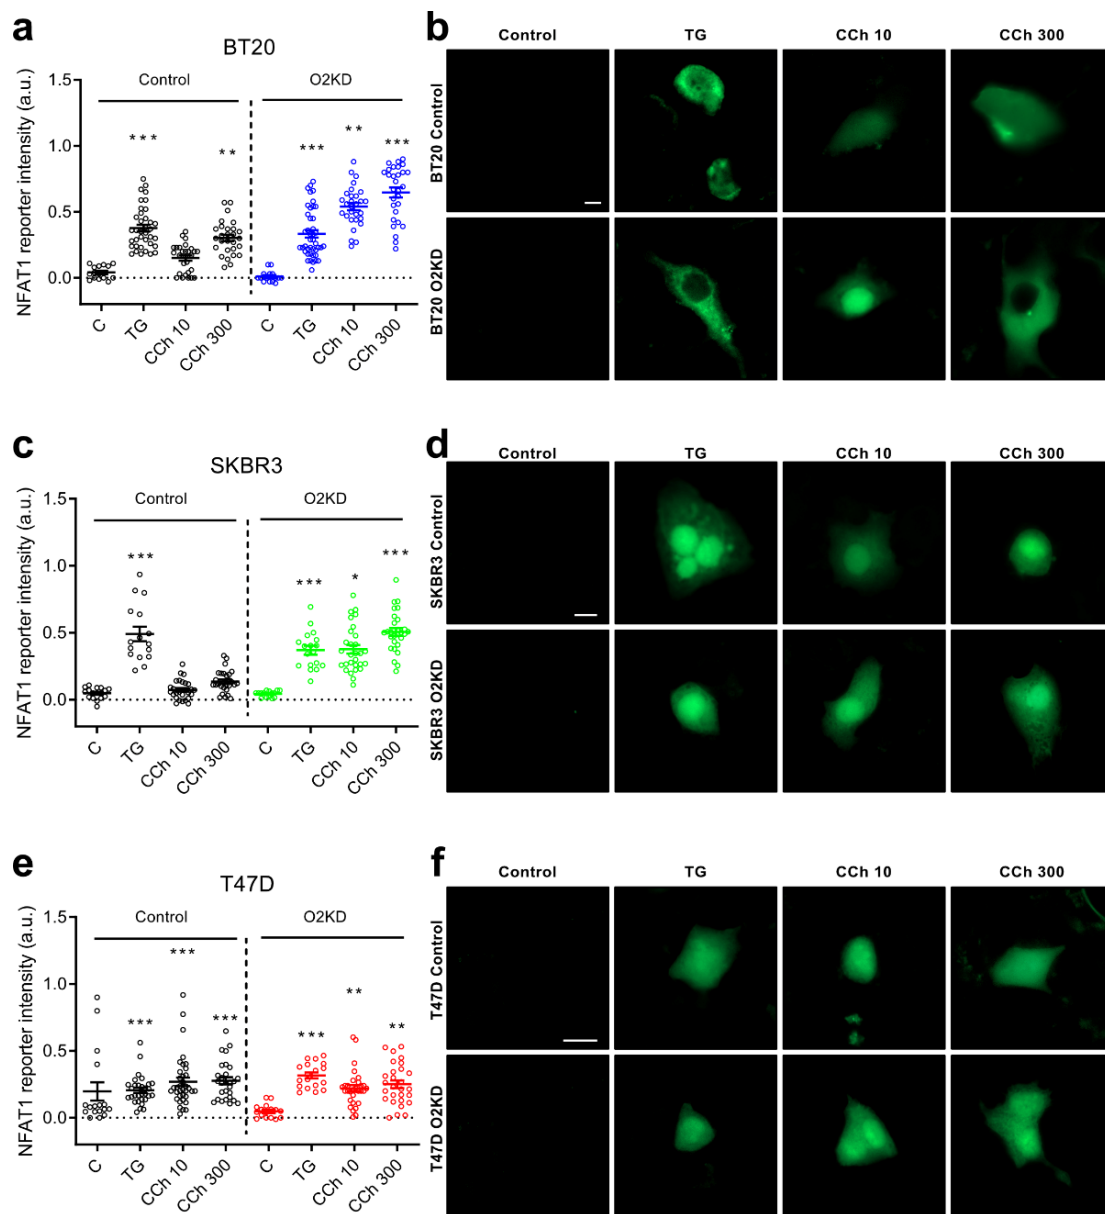 a
BT20
NFAT1 reporter intensity (a.u.)
Control
O2KD
1.5
1.0
0.5
0.0
***
**
***
**
***
C
TG
CCh 10
CCh 300
C
TG
CCh 10
CCh 300
b
Control
TG
CCh 10
CCh 300
BT20 Control
BT20 O2KD
c
SKBR3
NFAT1 reporter intensity (a.u.)
Control
O2KD
1.5
1.0
0.5
0.0
***
***
*
***
C
TG
CCh 10
CCh 300
C
TG
CCh 10
CCh 300
d
Control
TG
CCh 10
CCh 300
SKBR3 Control
SKBR3 O2KD
e
T47D
NFAT1 reporter intensity (a.u.)
Control
O2KD
1.5
1.0
0.5
0.0
***
***
***
***
**
**
C
TG
CCh 10
CCh 300
C
TG
CCh 10
CCh 300
f
Control
TG
CCh 10
CCh 300
T47D Control
T47D O2KD